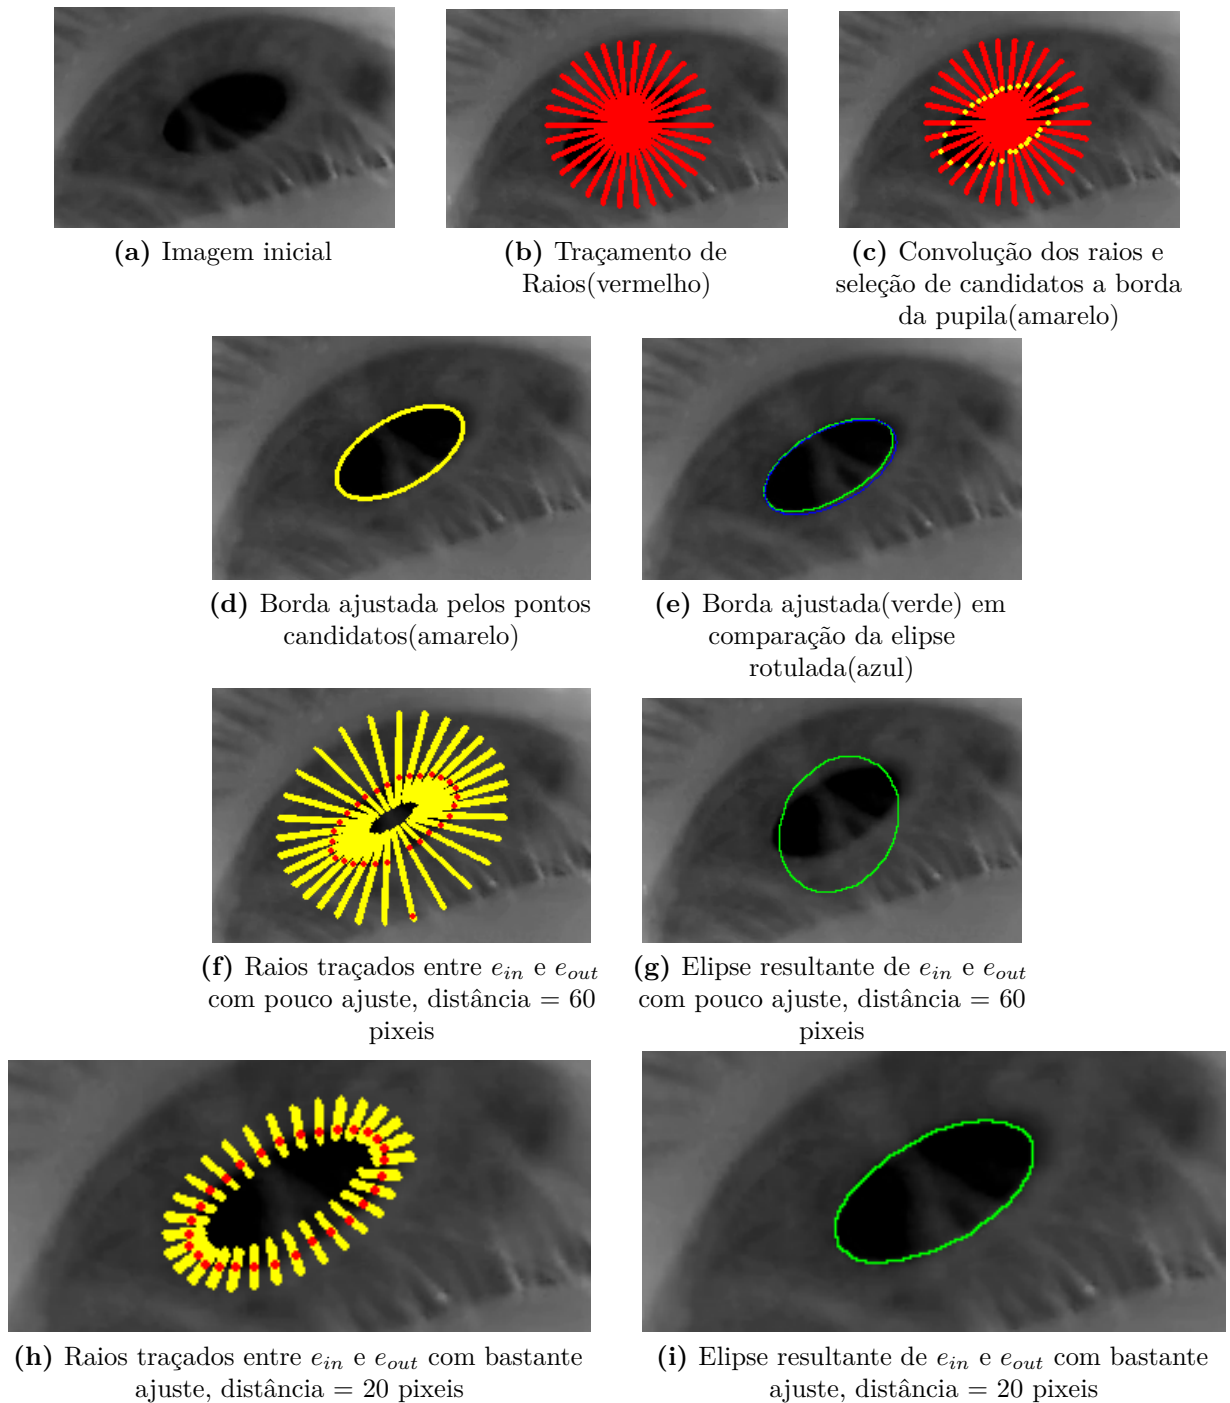 (a) Imagem inicial
(b) Traçamento de
Raios(vermelho)
(c) Convolução dos raios e
seleção de candidatos a borda
da pupila(amarelo)
(d) Borda ajustada pelos pontos
candidatos(amarelo)
(e) Borda ajustada(verde) em
comparação da elipse
rotulada(azul)
(f) Raios traçados entre e_in e e_out
com pouco ajuste, distância = 60
pixeis
(g) Elipse resultante de e_in e e_out
com pouco ajuste, distância = 60
pixeis
(h) Raios traçados entre e_in e e_out com bastante
ajuste, distância = 20 pixeis
(i) Elipse resultante de e_in e e_out com bastante
ajuste, distância = 20 pixeis